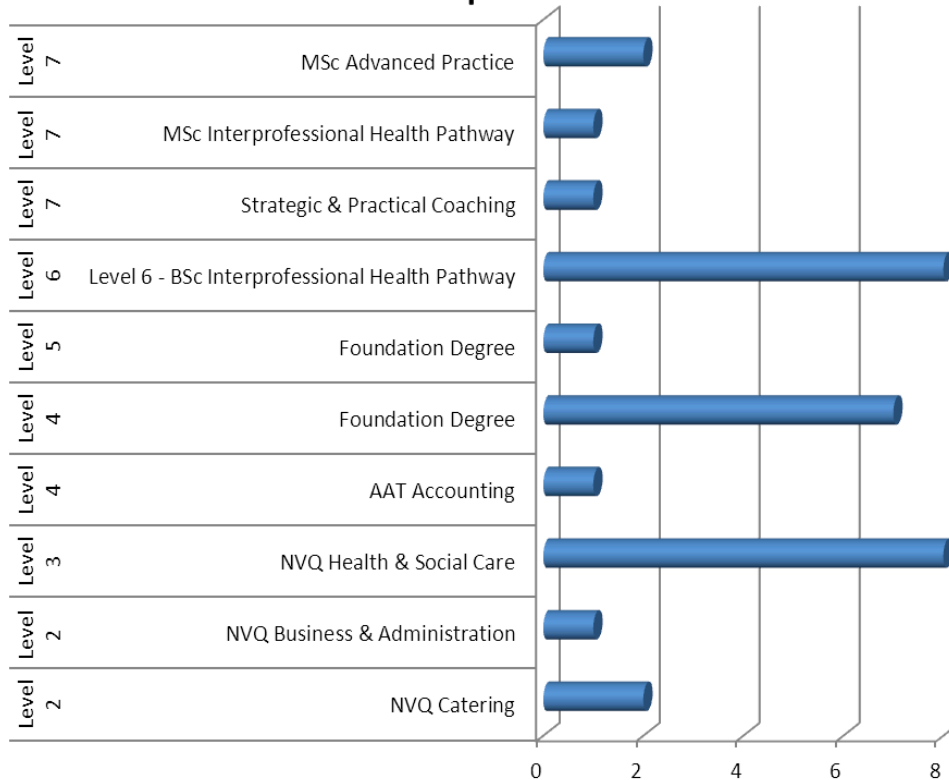 Level 7 MSc Advanced Practice
Level 7 MSc Interprofessional Health Pathway
Level 7 Strategic & Practical Coaching
Level 6 Level 6 - BSc Interprofessional Health Pathway
Level 5 Foundation Degree
Level 4 Foundation Degree
Level 4 AAT Accounting
Level 3 NVQ Health & Social Care
Level 2 NVQ Business & Administration
Level 2 NVQ Catering
0 2 4 6 8